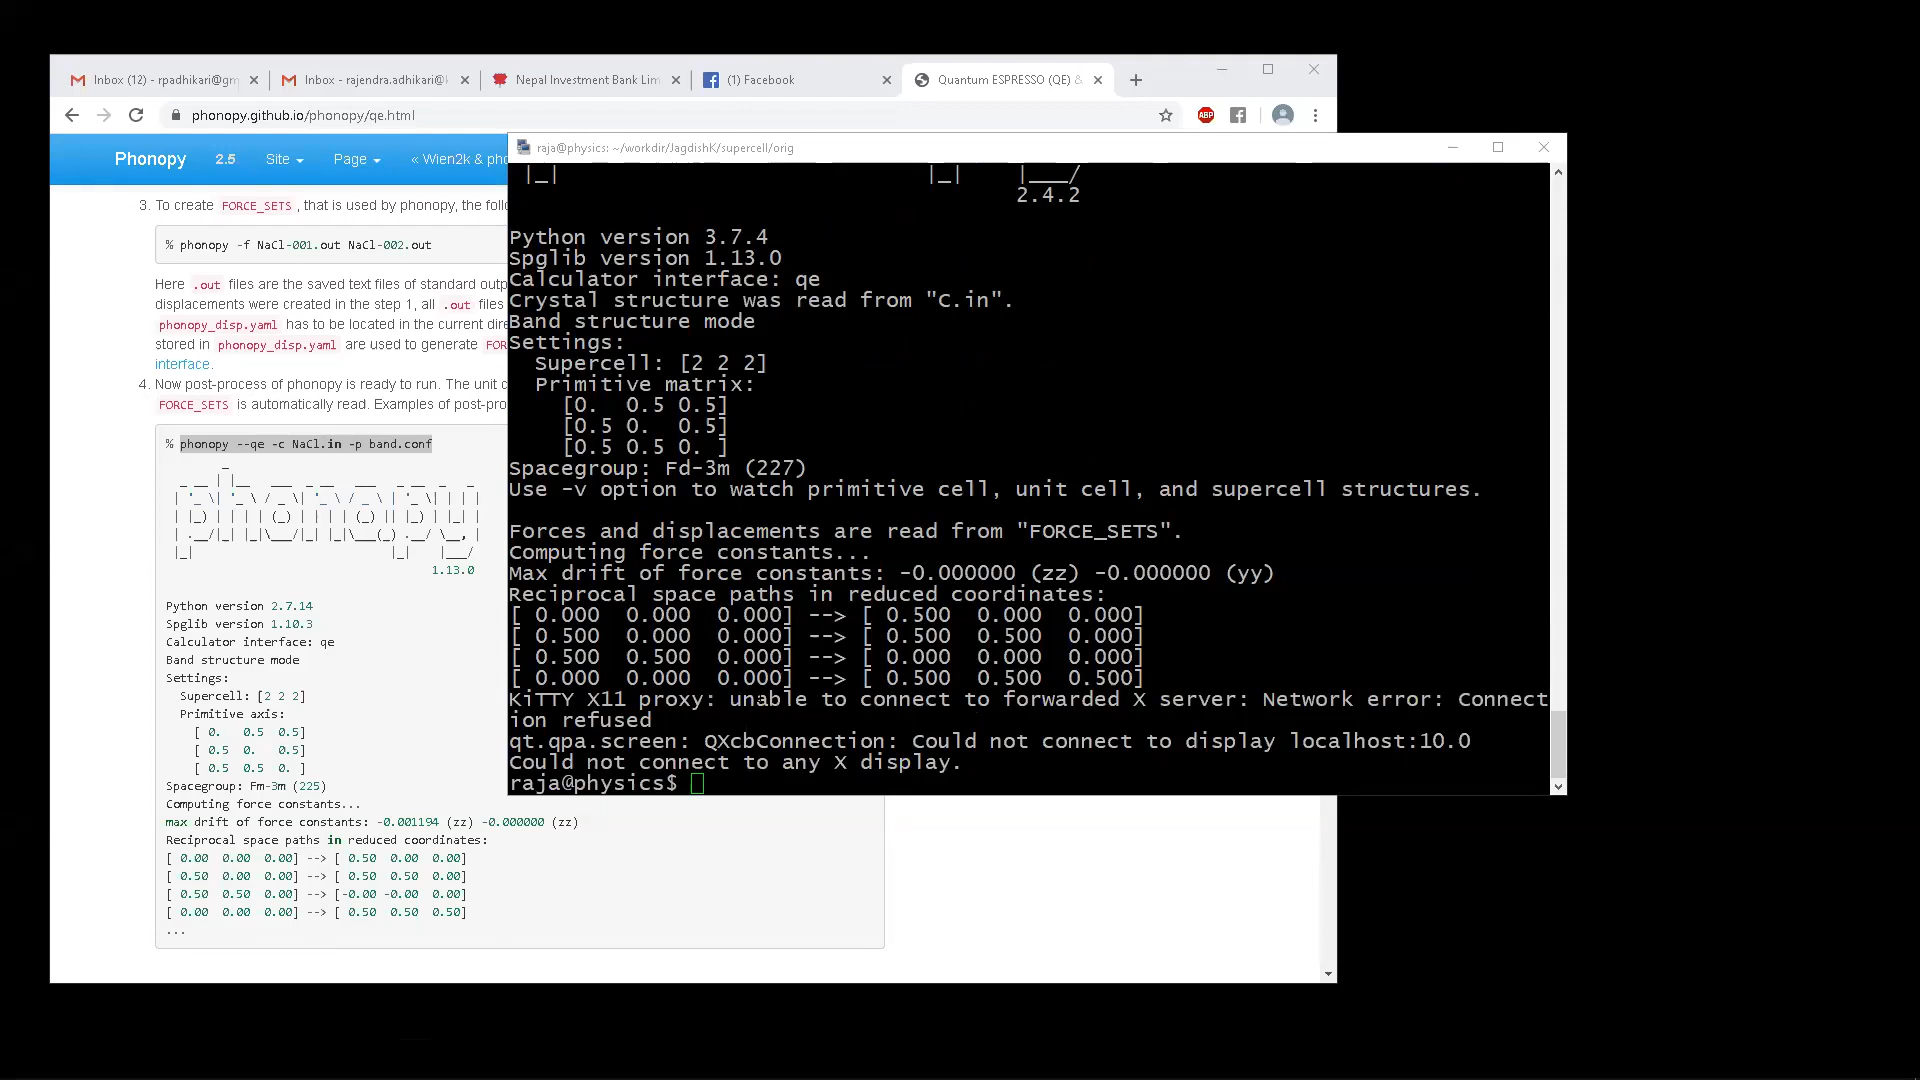 Inbox (12) - rpadhikari@gm
Inbox - rajendra.adhikari@
Nepal Investment Bank Lim
(1) Facebook
Quantum ESPRESSO (QE) &
phonopy.github.io/phonopy/qe.html
ABP
Phonopy 2.5 Site Page « Wien2k & pho
3. To create FORCE_SETS , that is used by phonopy, the foll
% phonopy -f NaCl-001.out NaCl-002.out
Here .out files are the saved text files of standard outp
displacements were created in the step 1, all .out files
phonopy_disp.yaml has to be located in the current dire
stored in phonopy_disp.yaml are used to generate FOR
interface.
4. Now post-process of phonopy is ready to run. The unit c
FORCE_SETS is automatically read. Examples of post-pro
% phonopy --qe -c NaCl.in -p band.conf
1.13.0
Python version 2.7.14
Spglib version 1.10.3
Calculator interface: qe
Band structure mode
Settings:
Supercell: [2 2 2]
Primitive axis:
[ 0. 0.5 0.5]
[ 0.5 0. 0.5]
[ 0.5 0.5 0. ]
Spacegroup: Fm-3m (225)
Computing force constants...
max drift of force constants: -0.001194 (zz) -0.000000 (zz)
Reciprocal space paths in reduced coordinates:
[ 0.00 0.00 0.00] --> [ 0.50 0.00 0.00]
[ 0.50 0.00 0.00] --> [ 0.50 0.50 0.00]
[ 0.50 0.50 0.00] --> [-0.00 -0.00 0.00]
[ 0.00 0.00 0.00] --> [ 0.50 0.50 0.50]
...
raja@physics: ~/workdir/JagdishK/supercell/orig
2.4.2
Python version 3.7.4
Spglib version 1.13.0
Calculator interface: qe
Crystal structure was read from "C.in".
Band structure mode
Settings:
Supercell: [2 2 2]
Primitive matrix:
[0. 0.5 0.5]
[0.5 0. 0.5]
[0.5 0.5 0. ]
Spacegroup: Fd-3m (227)
Use -v option to watch primitive cell, unit cell, and supercell structures.
Forces and displacements are read from "FORCE_SETS".
Computing force constants...
Max drift of force constants: -0.000000 (zz) -0.000000 (yy)
Reciprocal space paths in reduced coordinates:
[ 0.000 0.000 0.000] --> [ 0.500 0.000 0.000]
[ 0.500 0.000 0.000] --> [ 0.500 0.500 0.000]
[ 0.500 0.500 0.000] --> [ 0.000 0.000 0.000]
[ 0.000 0.000 0.000] --> [ 0.500 0.500 0.500]
KiTTY X11 proxy: unable to connect to forwarded X server: Network error: Connect
ion refused
qt.qpa.screen: QXcbConnection: Could not connect to display localhost:10.0
Could not connect to any X display.
raja@physics$